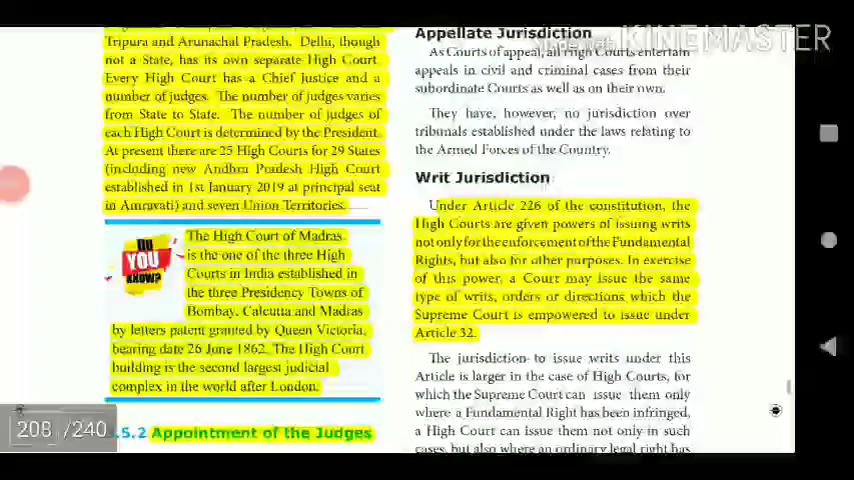 Tripura and Arunachal Pradesh. Delhi, though
not a State, has its own separate High Court.
Every High Court has a Chief Justice and a
number of judges. The number of judges varies
from State to State. The number of judges of
each High Court is determined by the President.
At present there are 25 High Courts for 29 States
(including new Andhra Pradesh High Court
established in 1st January 2019 at principal seat
in Amravati) and seven Union Territories.
DO
YOU
KNOW?
The High Court of Madras
is the one of the three High
Courts in India established in
the three Presidency Towns of
Bombay, Calcutta and Madras
by letters patent granted by Queen Victoria,
bearing date 26 June 1862. The High Court
building is the second largest judicial
complex in the world after London.
.5.2 Appointment of the Judges
208 /240
Appellate Jurisdiction
As Courts of appeal, all High Courts entertain
appeals in civil and criminal cases from their
subordinate Courts as well as on their own.
They have, however, no jurisdiction over
tribunals established under the laws relating to
the Armed Forces of the Country.
Writ Jurisdiction
Under Article 226 of the constitution, the
High Courts are given powers of issuing writs
not only for the enforcement of the Fundamental
Rights, but also for other purposes. In exercise
of this power, a Court may issue the same
type of writs, orders or directions which the
Supreme Court is empowered to issue under
Article 32.
The jurisdiction to issue writs under this
Article is larger in the case of High Courts, for
which the Supreme Court can issue them only
where a Fundamental Right has been infringed,
a High Court can issue them not only in such
cases, but also where an ordinary legal right has
KINEMASTER